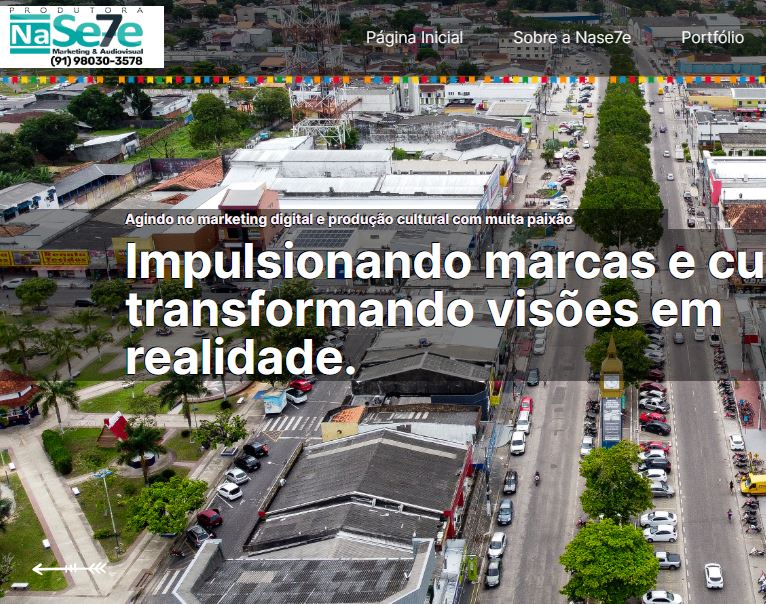 PRODUTORA
NaSe7e
Marketing & Audiovisual
(91) 98030-3578
Página Inicial
Sobre a Nase7e
Portfólio
Agindo no marketing digital e produção cultural com muita paixão
Impulsionando marcas e cu
transformando visões em
realidade.